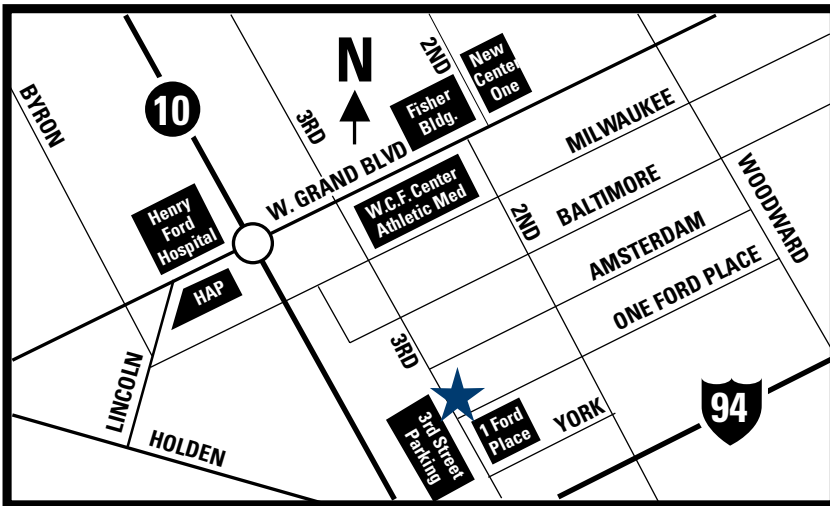 BYRON
10
3RD
N
2ND
New
Center
One
Fisher
Bldg.
W. GRAND BLVD
MILWAUKEE
Henry
Ford
Hospital
W.C.F. Center
Athletic Med
2ND
BALTIMORE
WOODWARD
AMSTERDAM
HAP
ONE FORD PLACE
3RD
LINCOLN
HOLDEN
3rd Street
Parking
1 Ford
Place
YORK
94